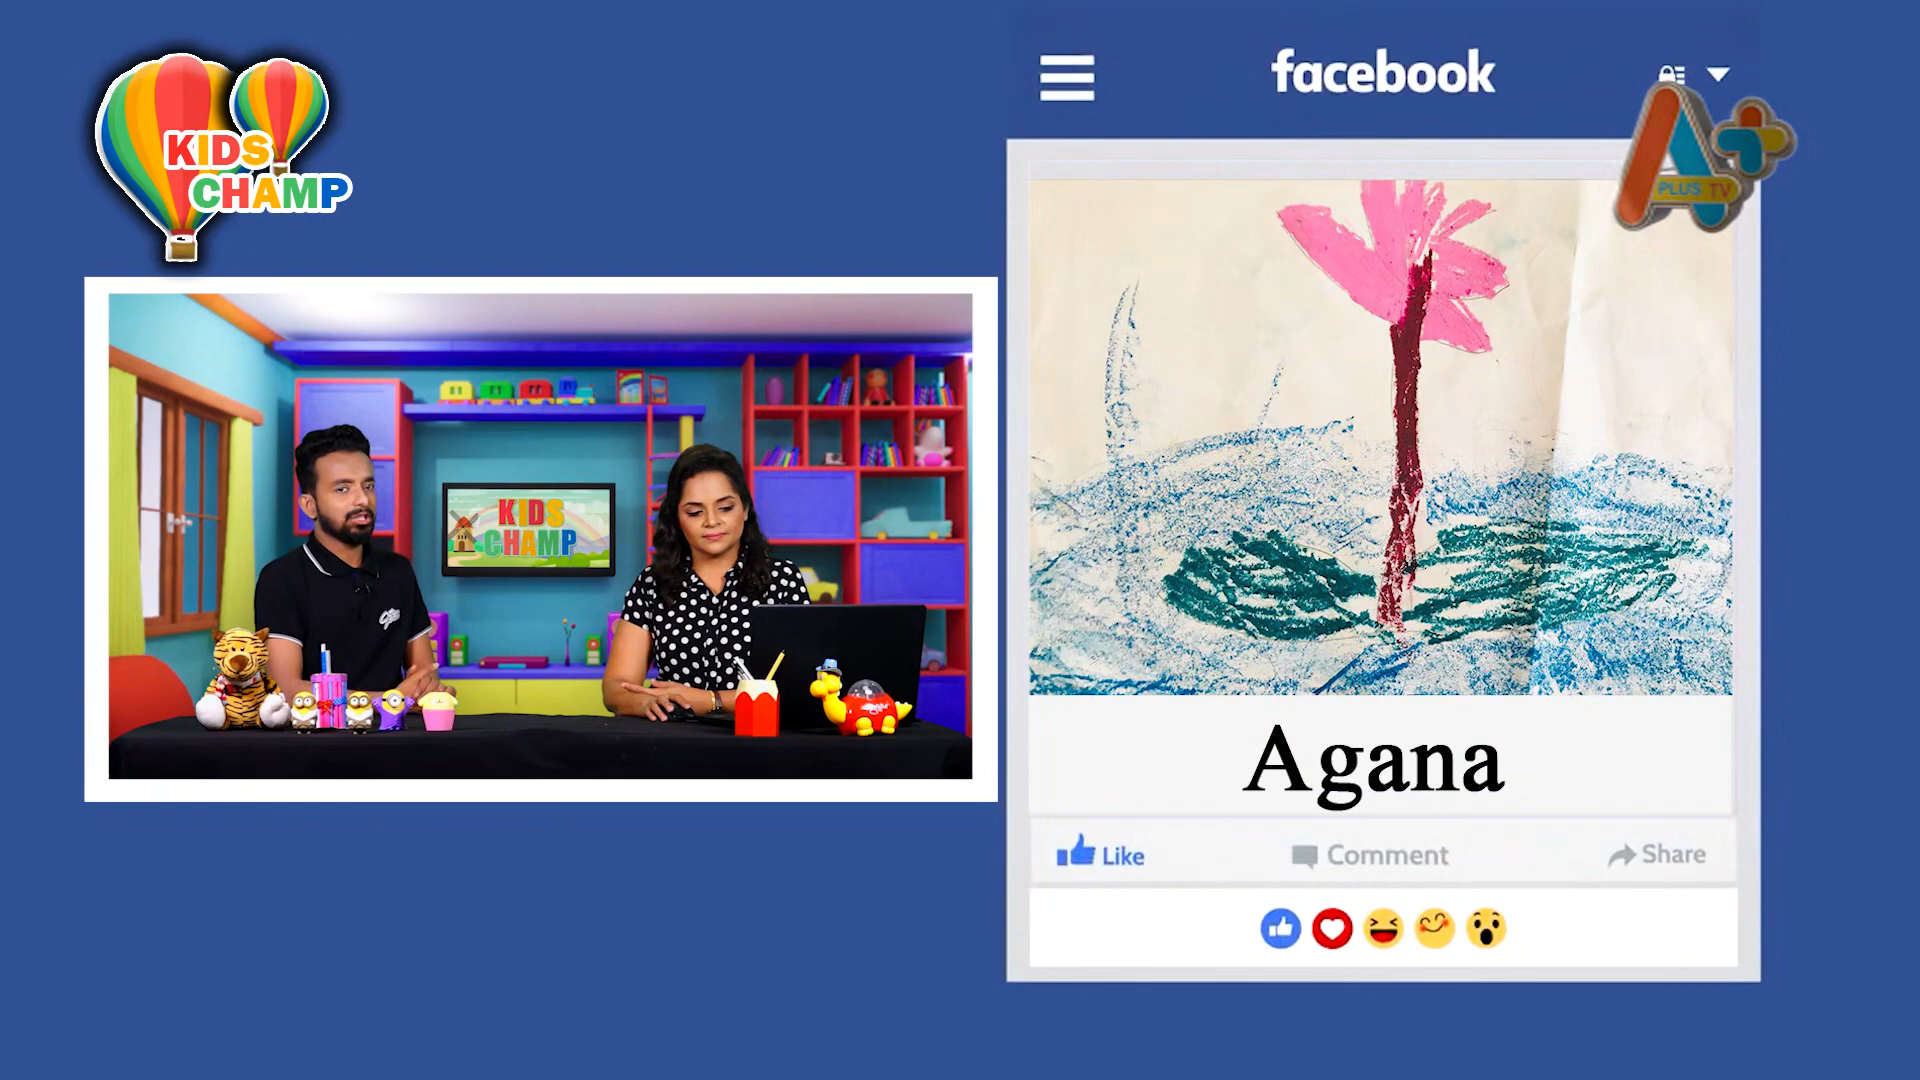 KIDS
CHAMP
facebook
A+
PLUS TV
KIDS
CHAMP
Agana
Like
Comment
Share